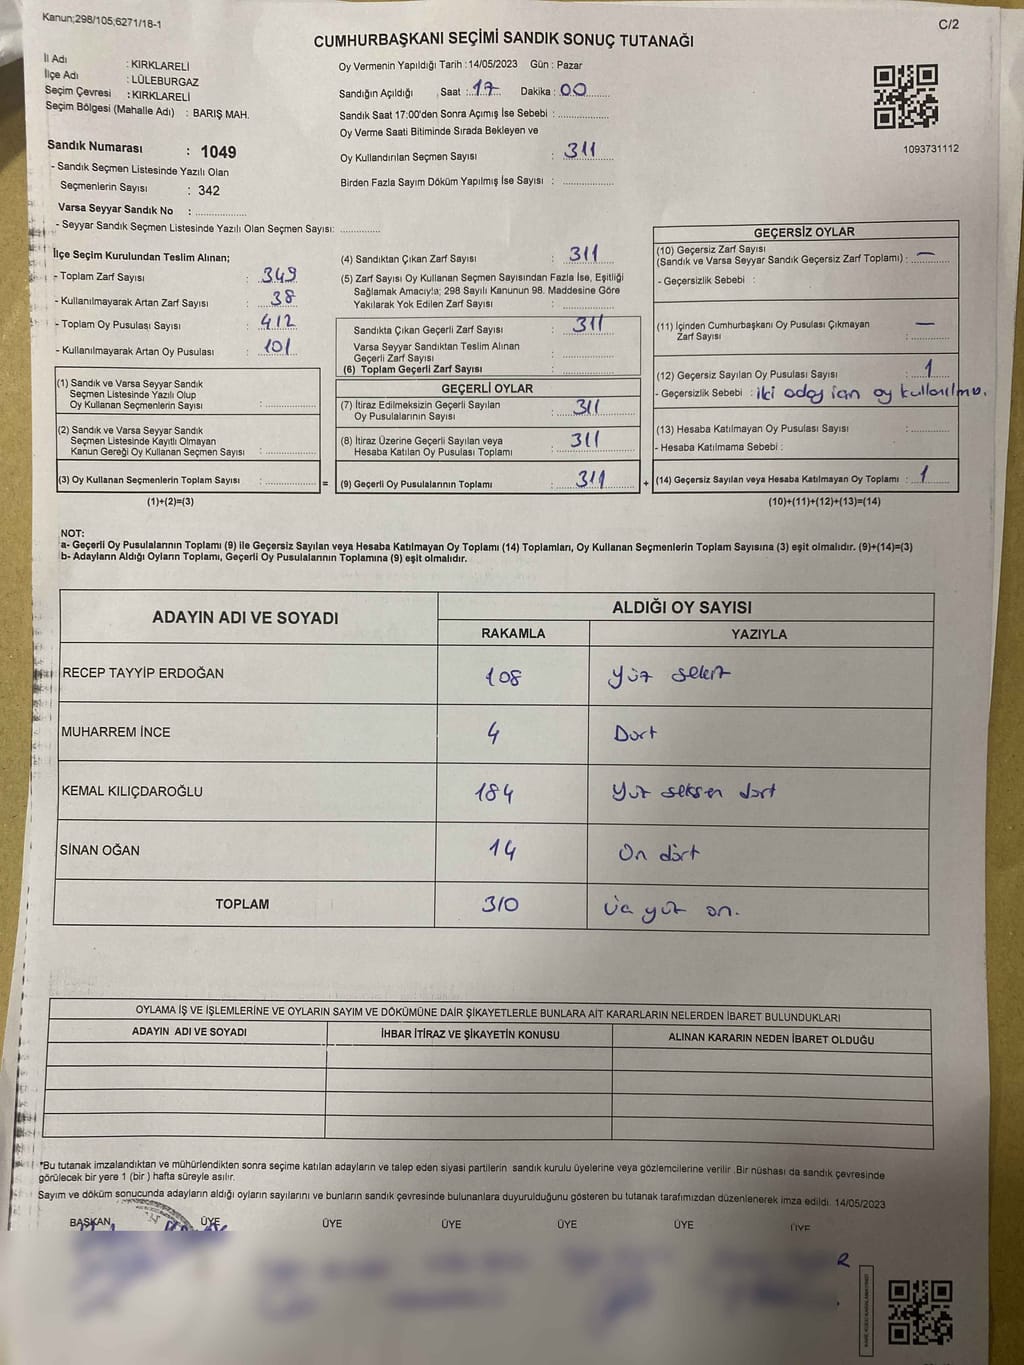 Kanun;298/105;6271/18-1
C/2
CUMHURBAŞKANI SEÇİMİ SANDIK SONUÇ TUTANAĞI
İl Adı : KIRKLARELİ
İlçe Adı : LÜLEBURGAZ
Seçim Çevresi : KIRKLARELİ
Seçim Bölgesi (Mahalle Adı) : BARIŞ MAH.
Sandık Numarası : 1049
- Sandık Seçmen Listesinde Yazılı Olan
Seçmenlerin Sayısı : 342
Varsa Seyyar Sandık No : ...............
- Seyyar Sandık Seçmen Listesinde Yazılı Olan Seçmen Sayısı: ............
Oy Vermenin Yapıldığı Tarih : 14/05/2023 Gün : Pazar
Sandığın Açıldığı Saat : 17 Dakika : 00
Sandık Saat 17:00'den Sonra Açımış İse Sebebi : ...............
Oy Verme Saati Bitiminde Sırada Bekleyen ve
Oy Kullandırılan Seçmen Sayısı : 311
Birden Fazla Sayım Döküm Yapılmış İse Sayısı : ...............
1093731112
İlçe Seçim Kurulundan Teslim Alınan;
- Toplam Zarf Sayısı : 349
- Kullanılmayarak Artan Zarf Sayısı : 38
- Toplam Oy Pusulası Sayısı : 412
- Kullanılmayarak Artan Oy Pusulası : 101
(1) Sandık ve Varsa Seyyar Sandık
Seçmen Listesinde Yazılı Olup
Oy Kullanan Seçmenlerin Sayısı : ...............
(2) Sandık ve Varsa Seyyar Sandık
Seçmen Listesinde Kayıtlı Olmayan
Kanun Gereği Oy Kullanan Seçmen Sayısı : ...............
(3) Oy Kullanan Seçmenlerin Toplam Sayısı : ............... =
(1)+(2)=(3)
(4) Sandıktan Çıkan Zarf Sayısı : 311
(5) Zarf Sayısı Oy Kullanan Seçmen Sayısından Fazla İse, Eşitliği
Sağlamak Amacıyla; 298 Sayılı Kanunun 98. Maddesine Göre
Yakılarak Yok Edilen Zarf Sayısı : ...............
Sandıkta Çıkan Geçerli Zarf Sayısı : 311
Varsa Seyyar Sandıktan Teslim Alınan
Geçerli Zarf Sayısı : ...............
(6) Toplam Geçerli Zarf Sayısı : ...............
GEÇERLİ OYLAR
(7) İtiraz Edilmeksizin Geçerli Sayılan : 311
Oy Pusulalarının Sayısı
(8) İtiraz Üzerine Geçerli Sayılan veya : 311
Hesaba Katılan Oy Pusulası Toplamı
(9) Geçerli Oy Pusulalarının Toplamı : 311 +
GEÇERSİZ OYLAR
(10) Geçersiz Zarf Sayısı
(Sandık ve Varsa Seyyar Sandık Geçersiz Zarf Toplamı) : —
- Geçersizlik Sebebi :
(11) İçinden Cumhurbaşkanı Oy Pusulası Çıkmayan —
Zarf Sayısı :
(12) Geçersiz Sayılan Oy Pusulası Sayısı : 1
- Geçersizlik Sebebi : iki aday için oy kullanılmış.
(13) Hesaba Katılmayan Oy Pusulası Sayısı : ...............
- Hesaba Katılmama Sebebi :
(14) Geçersiz Sayılan veya Hesaba Katılmayan Oy Toplamı : 1
(10)+(11)+(12)+(13)=(14)
NOT:
a- Geçerli Oy Pusulalarının Toplamı (9) ile Geçersiz Sayılan veya Hesaba Katılmayan Oy Toplamı (14) Toplamları, Oy Kullanan Seçmenlerin Toplam Sayısına (3) eşit olmalıdır. (9)+(14)=(3)
b- Adayların Aldığı Oyların Toplamı, Geçerli Oy Pusulalarının Toplamına (9) eşit olmalıdır.
ADAYIN ADI VE SOYADI ALDIĞI OY SAYISI
RAKAMLA YAZIYLA
RECEP TAYYİP ERDOĞAN 108 Yüz sekiz
MUHARREM İNCE 4 Dört
KEMAL KILIÇDAROĞLU 184 Yüz seksen dört
SİNAN OĞAN 14 On dört
TOPLAM 310 Üç yüz on.
OYLAMA İŞ VE İŞLEMLERİNE VE OYLARIN SAYIM VE DÖKÜMÜNE DAİR ŞİKAYETLERLE BUNLARA AİT KARARLARIN NELERDEN İBARET BULUNDUKLARI
ADAYIN ADI VE SOYADI İHBAR İTİRAZ VE ŞİKAYETİN KONUSU ALINAN KARARIN NEDEN İBARET OLDUĞU
*Bu tutanak imzalandıktan ve mühürlendikten sonra seçime katılan adayların ve talep eden siyasi partilerin sandık kurulu üyelerine veya gözlemcilerine verilir .Bir nüshası da sandık çevresinde
görülecek bir yere 1 (bir ) hafta süreyle asılır.
Sayım ve döküm sonucunda adayların aldığı oyların sayılarını ve bunların sandık çevresinde bulunanlara duyurulduğunu gösteren bu tutanak tarafımızdan düzenlenerek imza edildi. 14/05/2023
BAŞKAN ÜYE ÜYE ÜYE ÜYE ÜYE ÜYE